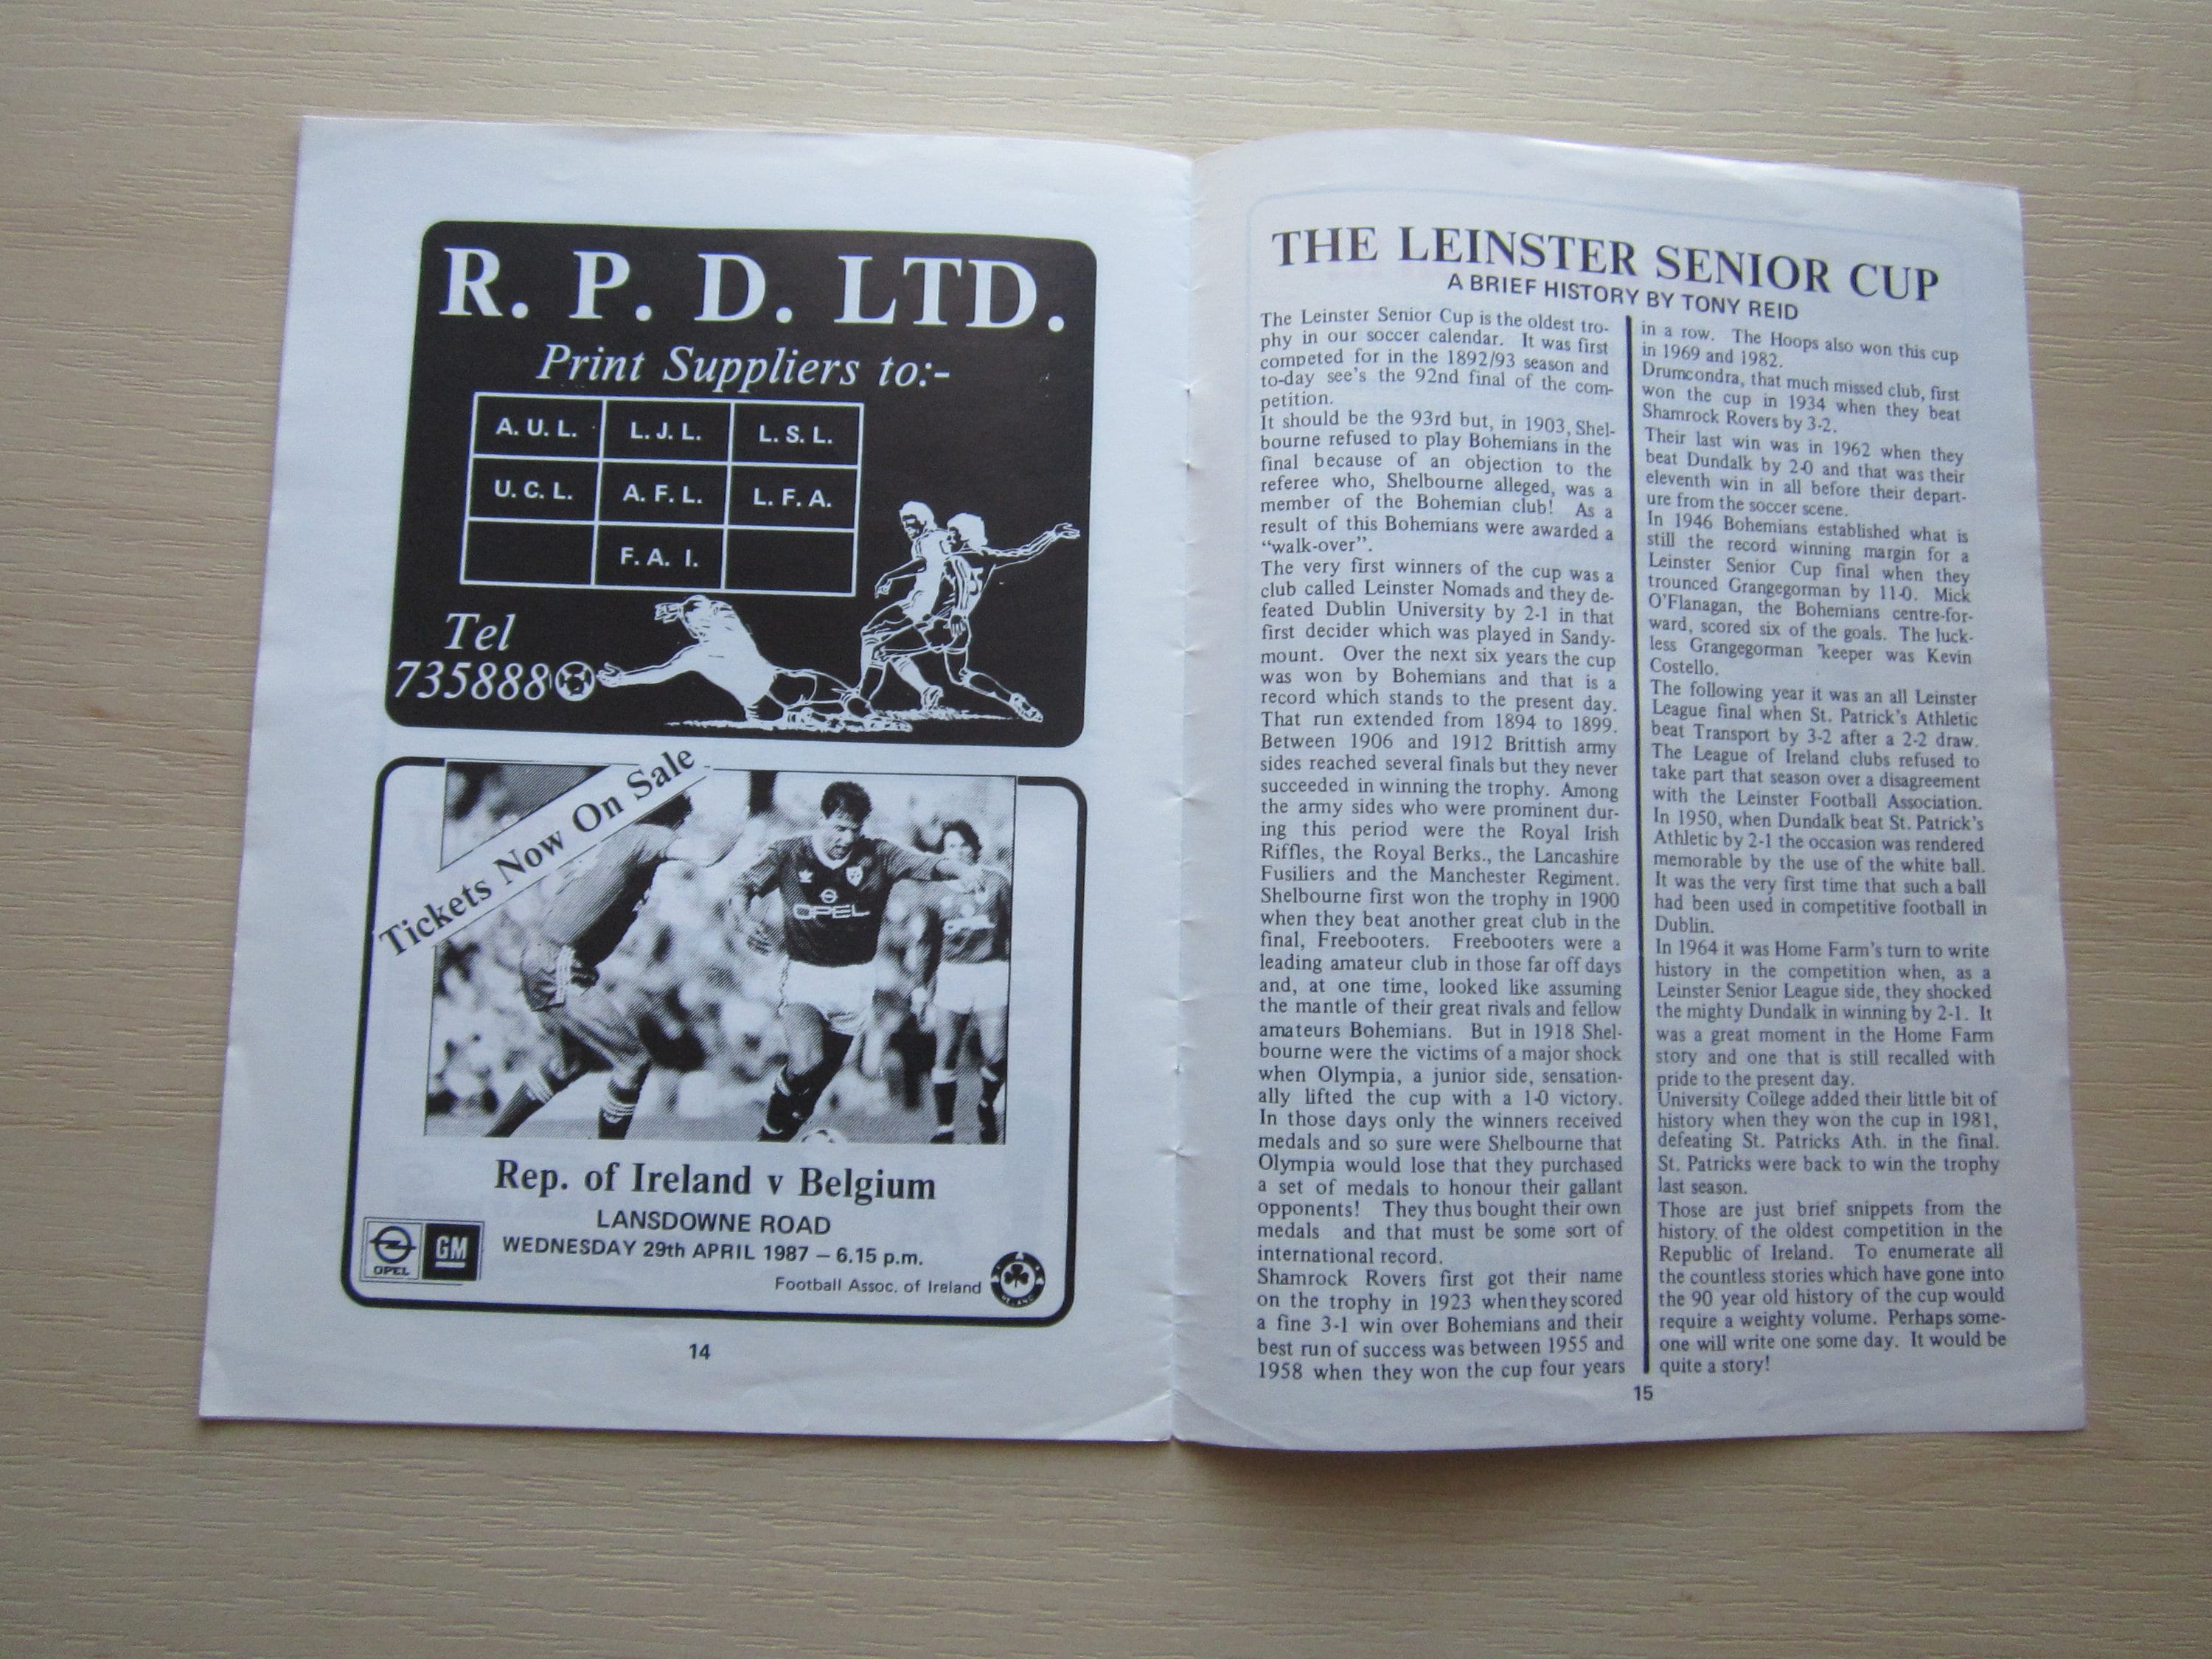 R. P. D. LTD.
Print Suppliers to:-
A. U. L. L. J. L. L. S. L.
U. C. L. A. F. L. L. F. A.
F. A. I.
Tel
735888
Tickets Now On Sale
OPEL
OPEL
Rep. of Ireland v Belgium
LANSDOWNE ROAD
WEDNESDAY 29th APRIL 1987 – 6.15 p.m.
OPEL
GM
Football Assoc. of Ireland
14
THE LEINSTER SENIOR CUP
A BRIEF HISTORY BY TONY REID
The Leinster Senior Cup is the oldest tro-
phy in our soccer calendar. It was first
competed for in the 1892/93 season and
to-day see's the 92nd final of the com-
petition.
It should be the 93rd but, in 1903, Shel-
bourne refused to play Bohemians in the
final because of an objection to the
referee who, Shelbourne alleged, was a
member of the Bohemian club! As a
result of this Bohemians were awarded a
“walk-over”.
The very first winners of the cup was a
club called Leinster Nomads and they de-
feated Dublin University by 2-1 in that
first decider which was played in Sandy-
mount. Over the next six years the cup
was won by Bohemians and that is a
record which stands to the present day.
That run extended from 1894 to 1899.
Between 1906 and 1912 Brittish army
sides reached several finals but they never
succeeded in winning the trophy. Among
the army sides who were prominent dur-
ing this period were the Royal Irish
Riffles, the Royal Berks., the Lancashire
Fusiliers and the Manchester Regiment.
Shelbourne first won the trophy in 1900
when they beat another great club in the
final, Freebooters. Freebooters were a
leading amateur club in those far off days
and, at one time, looked like assuming
the mantle of their great rivals and fellow
amateurs Bohemians. But in 1918 Shel-
bourne were the victims of a major shock
when Olympia, a junior side, sensation-
ally lifted the cup with a 1-0 victory.
In those days only the winners received
medals and so sure were Shelbourne that
Olympia would lose that they purchased
a set of medals to honour their gallant
opponents! They thus bought their own
medals and that must be some sort of
international record.
Shamrock Rovers first got their name
on the trophy in 1923 when they scored
a fine 3-1 win over Bohemians and their
best run of success was between 1955 and
1958 when they won the cup four years
in a row. The Hoops also won this cup
in 1969 and 1982.
Drumcondra, that much missed club, first
won the cup in 1934 when they beat
Shamrock Rovers by 3-2.
Their last win was in 1962 when they
beat Dundalk by 2-0 and that was their
eleventh win in all before their depart-
ure from the soccer scene.
In 1946 Bohemians established what is
still the record winning margin for a
Leinster Senior Cup final when they
trounced Grangegorman by 11-0. Mick
O'Flanagan, the Bohemians centre-for-
ward, scored six of the goals. The luck-
less Grangegorman 'keeper was Kevin
Costello.
The following year it was an all Leinster
League final when St. Patrick's Athletic
beat Transport by 3-2 after a 2-2 draw.
The League of Ireland clubs refused to
take part that season over a disagreement
with the Leinster Football Association.
In 1950, when Dundalk beat St. Patrick's
Athletic by 2-1 the occasion was rendered
memorable by the use of the white ball.
It was the very first time that such a ball
had been used in competitive football in
Dublin.
In 1964 it was Home Farm's turn to write
history in the competition when, as a
Leinster Senior League side, they shocked
the mighty Dundalk in winning by 2-1. It
was a great moment in the Home Farm
story and one that is still recalled with
pride to the present day.
University College added their little bit of
history when they won the cup in 1981,
defeating St. Patricks Ath. in the final.
St. Patricks were back to win the trophy
last season.
Those are just brief snippets from the
history of the oldest competition in the
Republic of Ireland. To enumerate all
the countless stories which have gone into
the 90 year old history of the cup would
require a weighty volume. Perhaps some-
one will write one some day. It would be
quite a story!
15